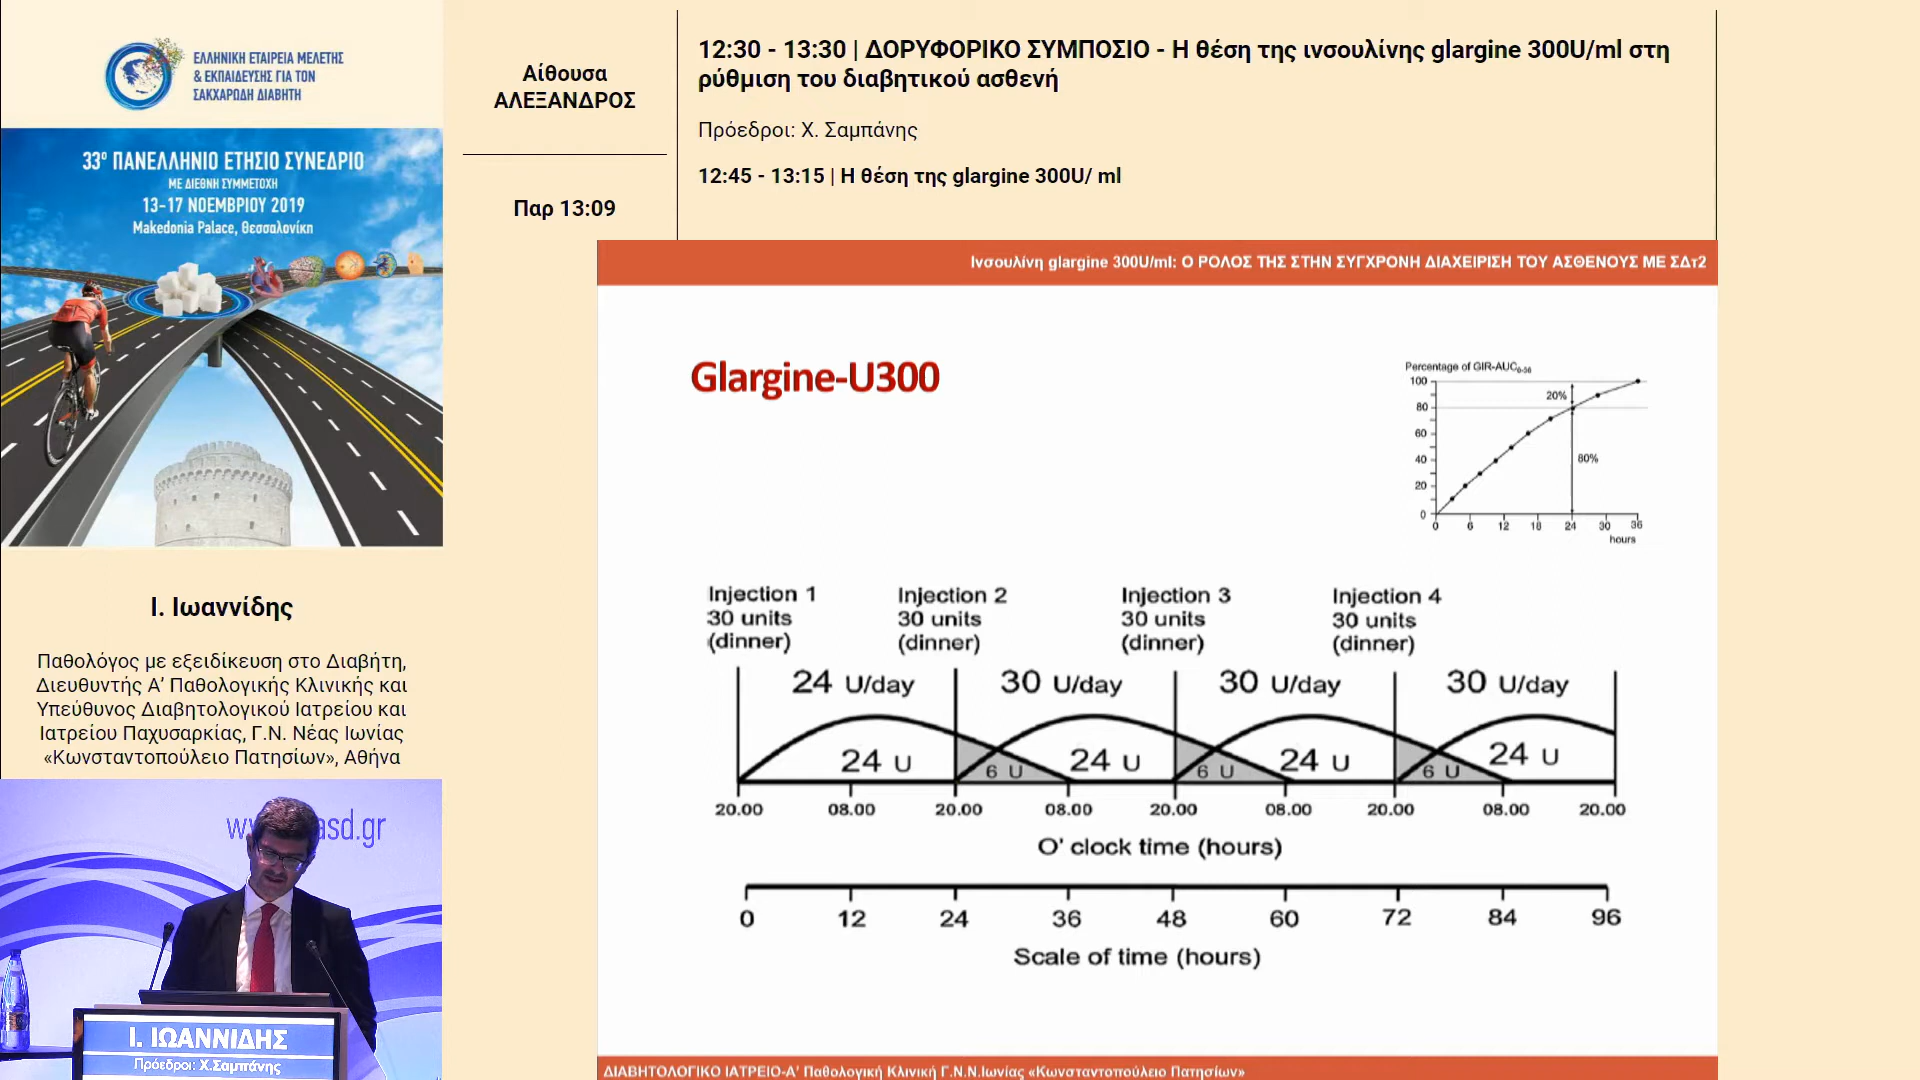 ΕΛΛΗΝΙΚΗ ΕΤΑΙΡΕΙΑ ΜΕΛΕΤΗΣ
& ΕΚΠΑΙΔΕΥΣΗΣ ΓΙΑ ΤΟΝ
ΣΑΚΧΑΡΩΔΗ ΔΙΑΒΗΤΗ
33ο ΠΑΝΕΛΛΗΝΙΟ ΕΤΗΣΙΟ ΣΥΝΕΔΡΙΟ
ΜΕ ΔΙΕΘΝΗ ΣΥΜΜΕΤΟΧΗ
13-17 ΝΟΕΜΒΡΙΟΥ 2019
Makedonia Palace, Θεσσαλονίκη
Αίθουσα
ΑΛΕΞΑΝΔΡΟΣ
Παρ 13:09
12:30 - 13:30 | ΔΟΡΥΦΟΡΙΚΟ ΣΥΜΠΟΣΙΟ - Η θέση της ινσουλίνης glargine 300U/ml στη
ρύθμιση του διαβητικού ασθενή
Πρόεδροι: Χ. Σαμπάνης
12:45 - 13:15 | Η θέση της glargine 300U/ ml
Ι. Ιωαννίδης
Παθολόγος με εξειδίκευση στο Διαβήτη,
Διευθυντής Α’ Παθολογικής Κλινικής και
Υπεύθυνος Διαβητολογικού Ιατρείου και
Ιατρείου Παχυσαρκίας, Γ.Ν. Νέας Ιωνίας
«Κωνσταντοπούλειο Πατησίων», Αθήνα
asd.gr
Ι. ΙΩΑΝΝΙΔΗΣ
Πρόεδροι: Χ.Σαμπάνης
Ινσουλίνη glargine 300U/ml: Ο ΡΟΛΟΣ ΤΗΣ ΣΤΗΝ ΣΥΓΧΡΟΝΗ ΔΙΑΧΕΙΡΙΣΗ ΤΟΥ ΑΣΘΕΝΟΥΣ ΜΕ ΣΔτ2
Glargine-U300
Percentage of GIR-AUC0-36
100
80
60
40
20
0
20%
80%
0 6 12 18 24 30 36
hours
Injection 1 Injection 2 Injection 3 Injection 4
30 units 30 units 30 units 30 units
(dinner) (dinner) (dinner) (dinner)
24 U/day 30 U/day 30 U/day 30 U/day
24 U 6 U 24 U 6 U 24 U 6 U 24 U
20.00 08.00 20.00 08.00 20.00 08.00 20.00 08.00 20.00
O' clock time (hours)
0 12 24 36 48 60 72 84 96
Scale of time (hours)
ΔΙΑΒΗΤΟΛΟΓΙΚΟ ΙΑΤΡΕΙΟ-Α’ Παθολογική Κλινική Γ.Ν.Ν.Ιωνίας «Κωνσταντοπούλειο Πατησίων»